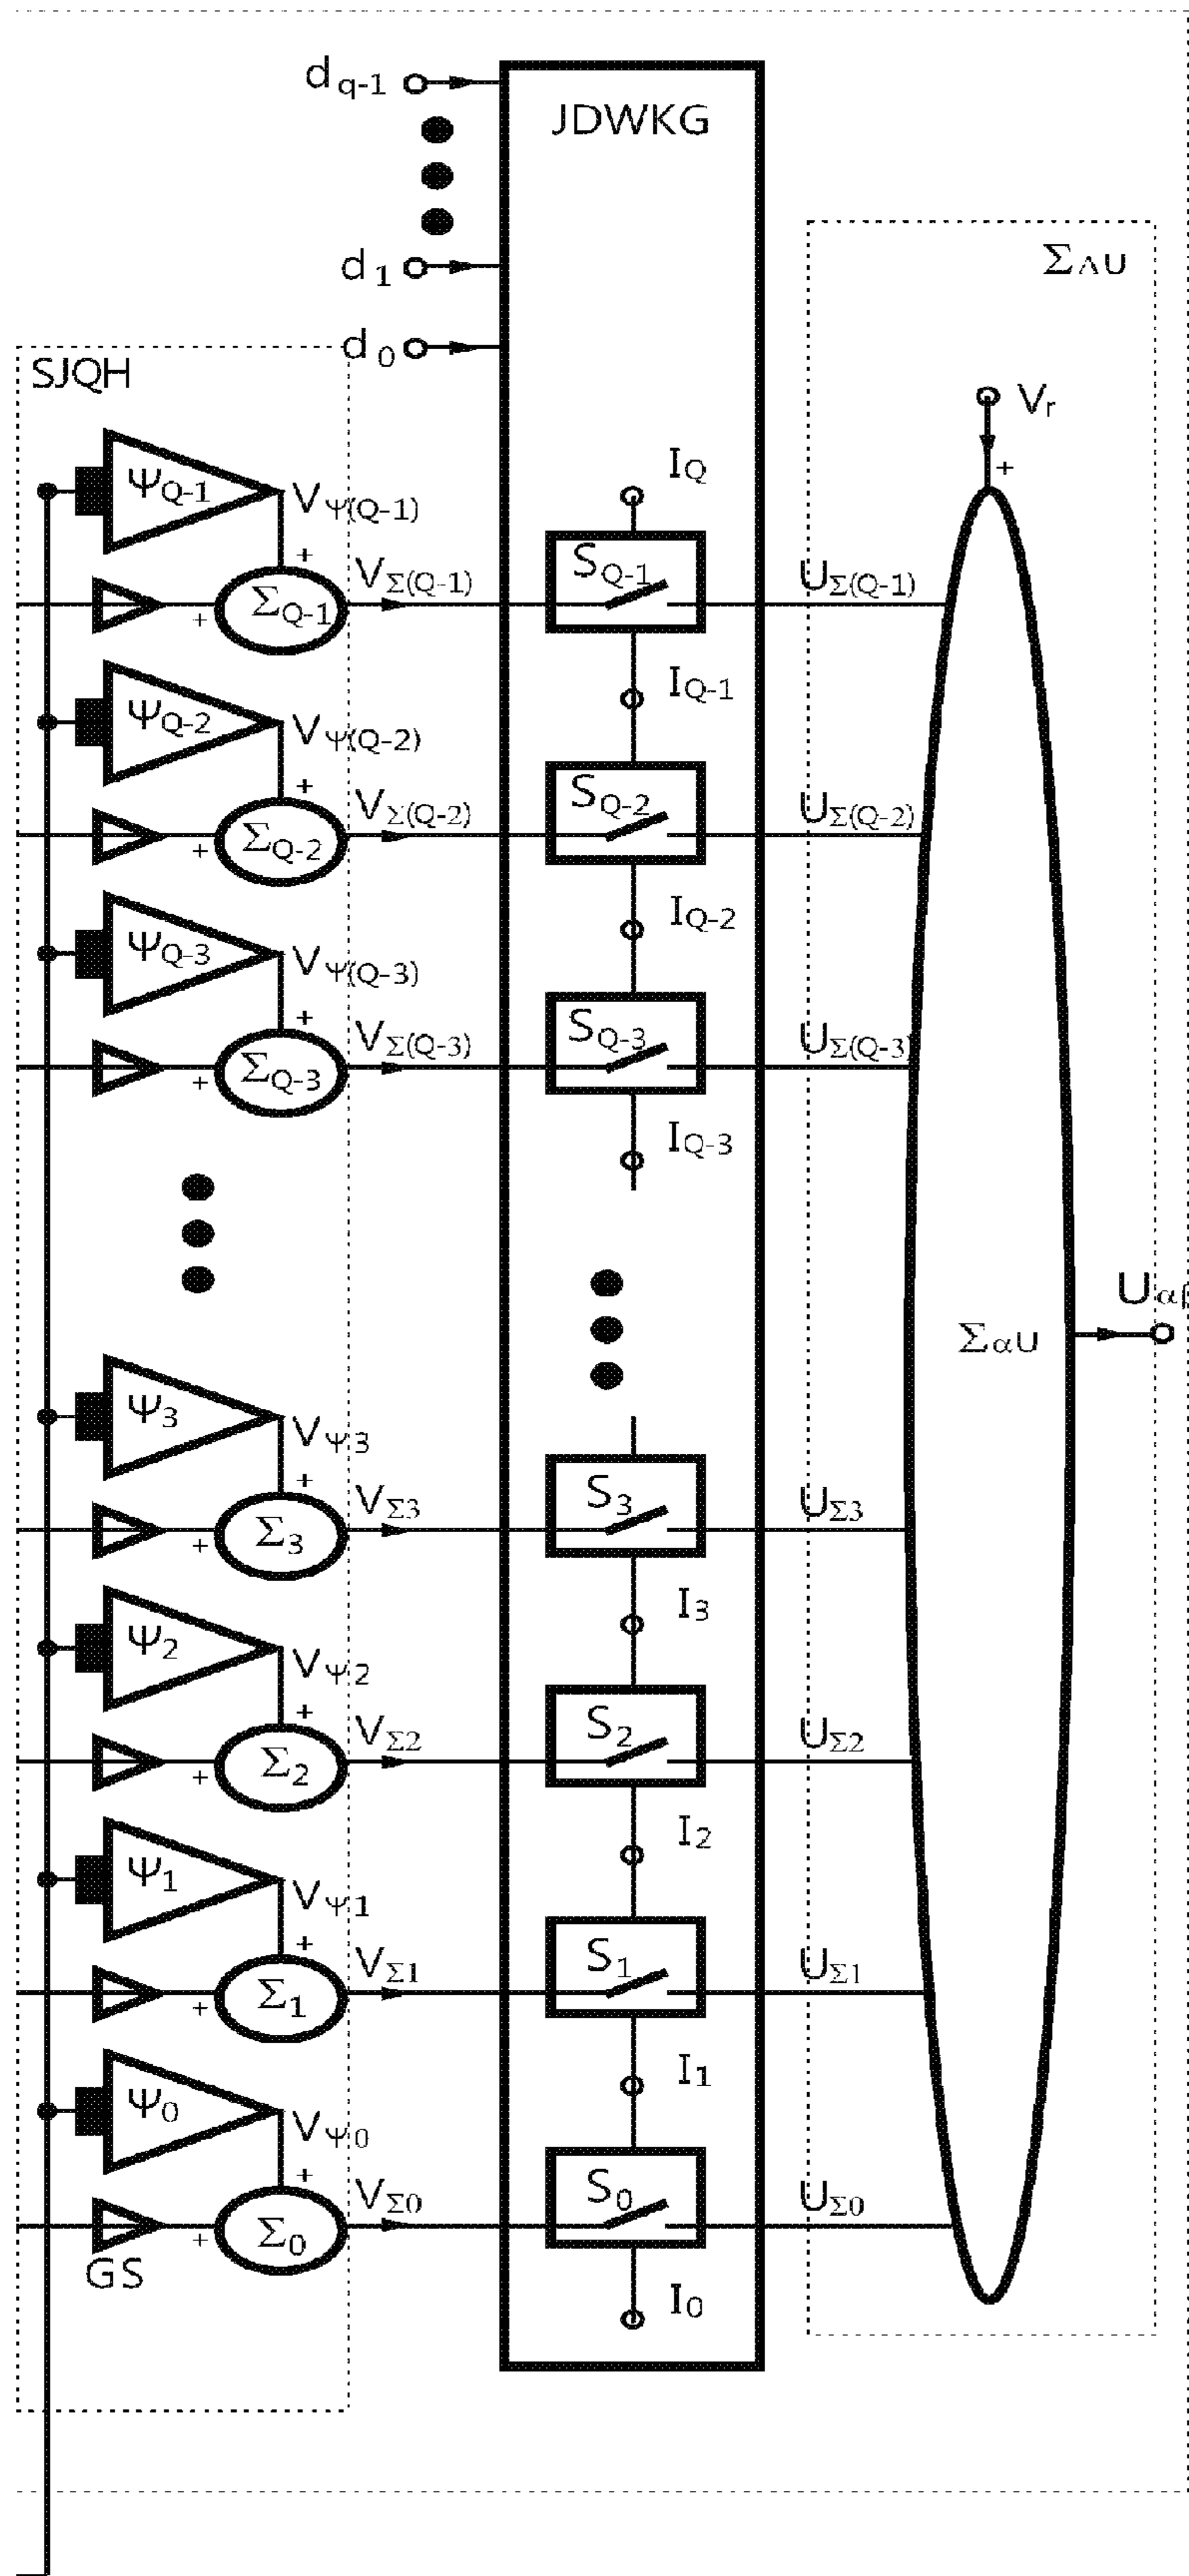 d q-1
JDWKG
d 1
ΣΔU
d 0
SJQH
Vr
+
IQ
ΨQ-1
VΨ(Q-1)
+
SQ-1
VΣ(Q-1)
UΣ(Q-1)
+
ΣQ-1
IQ-1
ΨQ-2
VΨ(Q-2)
+
SQ-2
VΣ(Q-2)
UΣ(Q-2)
+
ΣQ-2
IQ-2
ΨQ-3
VΨ(Q-3)
+
SQ-3
VΣ(Q-3)
UΣ(Q-3)
+
ΣQ-3
IQ-3
Uαβ
ΣαU
Ψ3
VΨ3
+
S3
VΣ3
UΣ3
+
Σ3
I3
Ψ2
VΨ2
+
S2
VΣ2
UΣ2
+
Σ2
I2
Ψ1
VΨ1
+
S1
VΣ1
UΣ1
+
Σ1
I1
Ψ0
VΨ0
+
S0
VΣ0
UΣ0
+
Σ0
GS
I0